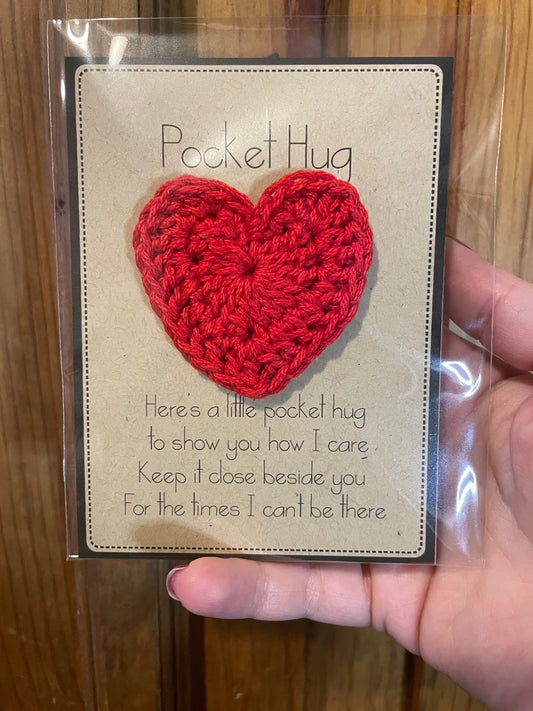 Pocket Hug
Here's a little pocket hug
to show you how I care
Keep it close beside you
For the times I can't be there